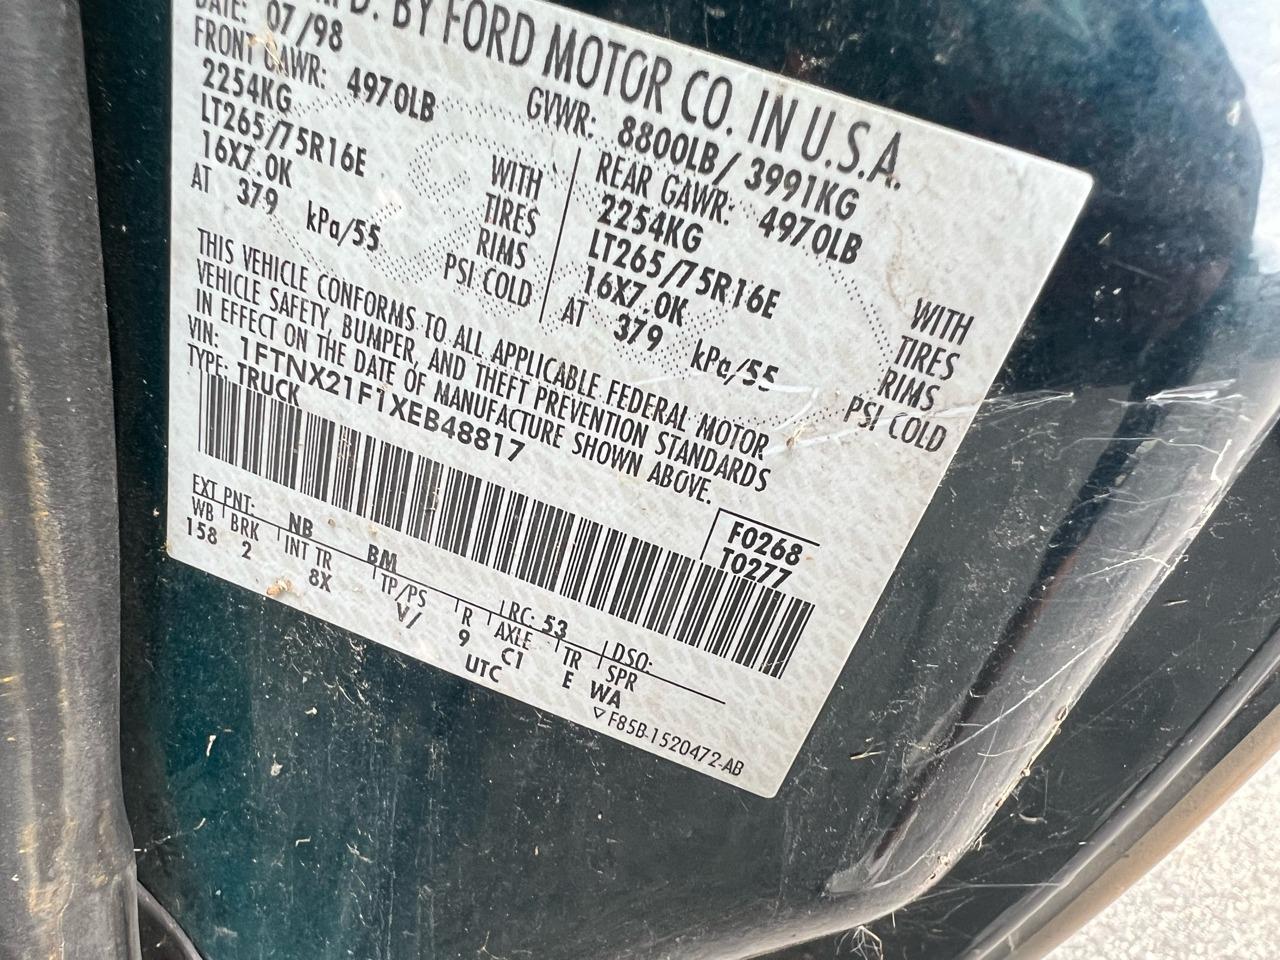 MFD. BY FORD MOTOR CO. IN U.S.A.
DATE: 07/98 GVWR: 8800LB/ 3991KG
FRONT GAWR: 4970LB REAR GAWR: 4970LB
2254KG WITH 2254KG WITH
LT265/75R16E TIRES LT265/75R16E TIRES
16X7.0K RIMS 16X7.0K RIMS
AT 379 kPa/55 PSI COLD AT 379 kPa/55 PSI COLD
THIS VEHICLE CONFORMS TO ALL APPLICABLE FEDERAL MOTOR
VEHICLE SAFETY, BUMPER, AND THEFT PREVENTION STANDARDS
IN EFFECT ON THE DATE OF MANUFACTURE SHOWN ABOVE.
VIN: 1FTNX21F1XEB48817
TYPE: TRUCK
F0268
T0277
EXT PNT: NB BM RC: 53 DSO:
WB BRK INT TR TP/PS R AXLE TR SPR
158 2 8X V/ 9 C1 E WA
UTC
▽F85B-1520472-AB